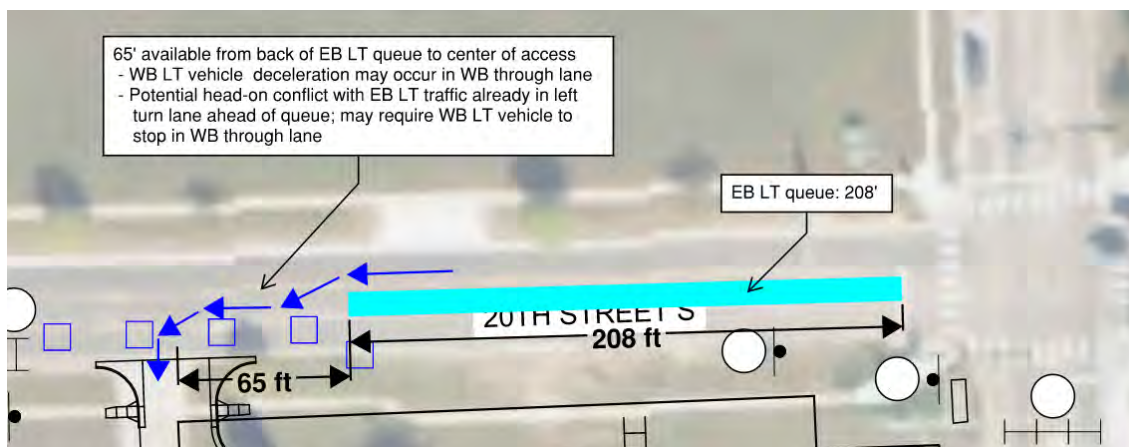 65' available from back of EB LT queue to center of access
- WB LT vehicle deceleration may occur in WB through lane
- Potential head-on conflict with EB LT traffic already in left
turn lane ahead of queue; may require WB LT vehicle to
stop in WB through lane
EB LT queue: 208'
20TH STREET S
208 ft
65 ft